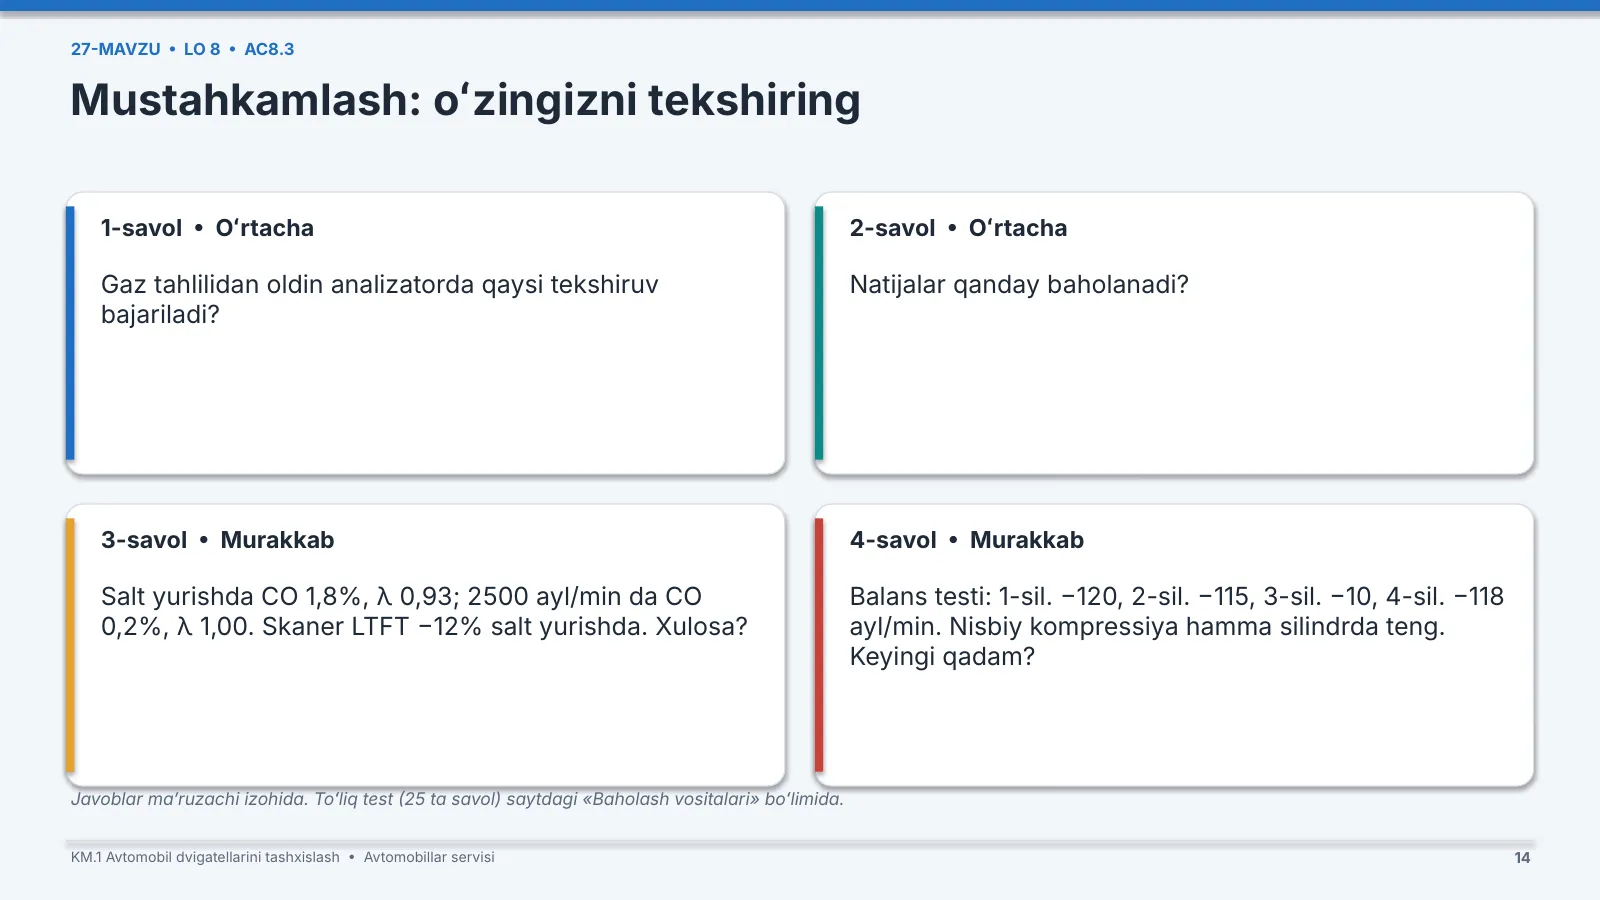 27-MAVZU • LO 8 • AC8.3
Mustahkamlash: oʻzingizni tekshiring
1-savol • Oʻrtacha
Gaz tahlilidan oldin analizatorda qaysi tekshiruv
bajariladi?
2-savol • Oʻrtacha
Natijalar qanday baholanadi?
3-savol • Murakkab
Salt yurishda CO 1,8%, λ 0,93; 2500 ayl/min da CO
0,2%, λ 1,00. Skaner LTFT −12% salt yurishda. Xulosa?
4-savol • Murakkab
Balans testi: 1-sil. −120, 2-sil. −115, 3-sil. −10, 4-sil. −118
ayl/min. Nisbiy kompressiya hamma silindrda teng.
Keyingi qadam?
Javoblar maʼruzachi izohida. Toʻliq test (25 ta savol) saytdagi «Baholash vositalari» boʻlimida.
KM.1 Avtomobil dvigatellarini tashxislash • Avtomobillar servisi
14